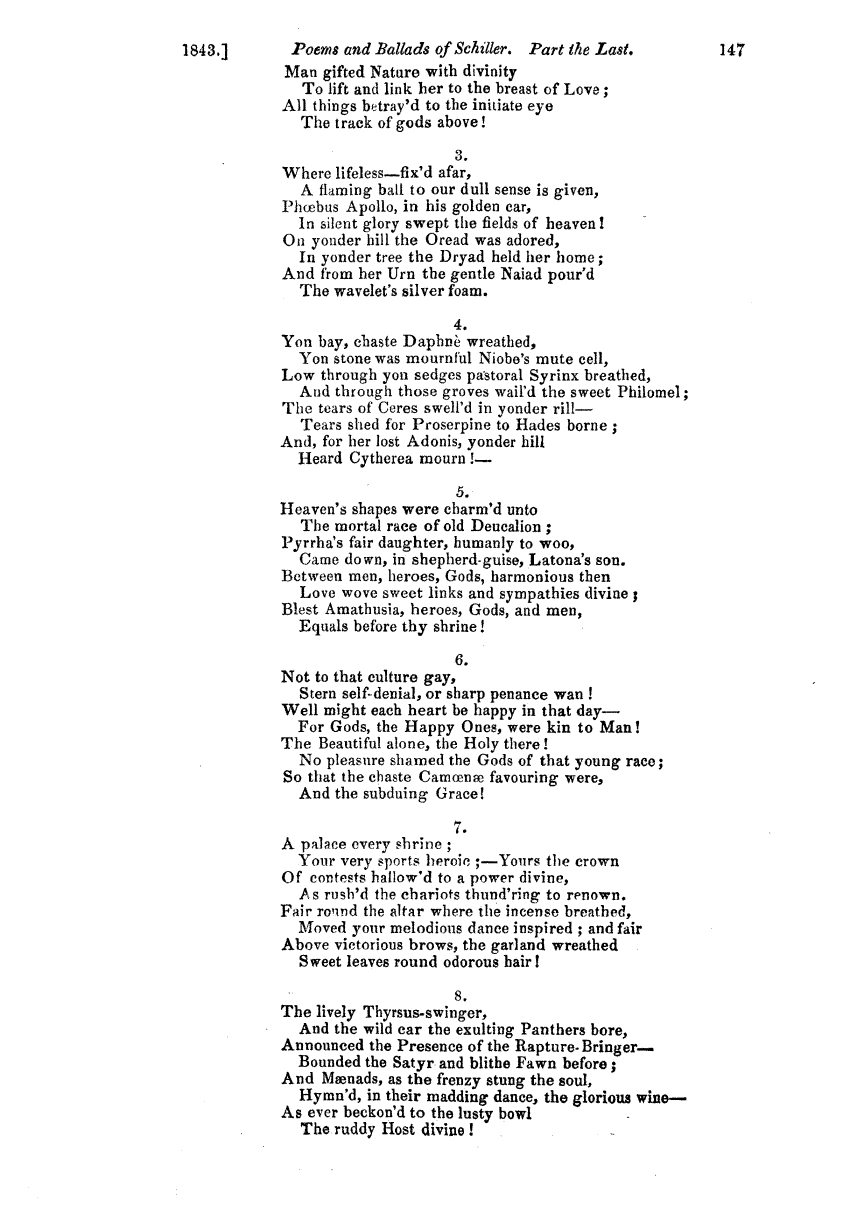 1843.] Poems and Ballads of Schiller. Part the Last. 147
Man gifted Nature with divinity
To lift and link her to the breast of Love ;
All things betray'd to the initiate eye
The track of gods above !
3.
Where lifeless—fix'd afar,
A flaming ball to our dull sense is given,
Phœbus Apollo, in his golden car,
In silent glory swept the fields of heaven !
On yonder hill the Oread was adored,
In yonder tree the Dryad held her home ;
And from her Urn the gentle Naiad pour'd
The wavelet's silver foam.
4.
Yon bay, chaste Daphnè wreathed,
Yon stone was mournful Niobe's mute cell,
Low through yon sedges pastoral Syrinx breathed,
And through those groves wail'd the sweet Philomel ;
The tears of Ceres swell'd in yonder rill—
Tears shed for Proserpine to Hades borne ;
And, for her lost Adonis, yonder hill
Heard Cytherea mourn !—
5.
Heaven's shapes were charm'd unto
The mortal race of old Deucalion ;
Pyrrha's fair daughter, humanly to woo,
Came down, in shepherd-guise, Latona's son.
Between men, heroes, Gods, harmonious then
Love wove sweet links and sympathies divine ;
Blest Amathusia, heroes, Gods, and men,
Equals before thy shrine !
6.
Not to that culture gay,
Stern self-denial, or sharp penance wan !
Well might each heart be happy in that day—
For Gods, the Happy Ones, were kin to Man !
The Beautiful alone, the Holy there !
No pleasure shamed the Gods of that young race ;
So that the chaste Camœnæ favouring were,
And the subduing Grace !
7.
A palace every shrine ;
Your very sports heroic ;—Yours the crown
Of contests hallow'd to a power divine,
As rush'd the chariots thund'ring to renown.
Fair round the altar where the incense breathed,
Moved your melodious dance inspired ; and fair
Above victorious brows, the garland wreathed
Sweet leaves round odorous hair !
8.
The lively Thyrsus-swinger,
And the wild car the exulting Panthers bore,
Announced the Presence of the Rapture-Bringer—
Bounded the Satyr and blithe Fawn before ;
And Mænads, as the frenzy stung the soul,
Hymn'd, in their madding dance, the glorious wine—
As ever beckon'd to the lusty bowl
The ruddy Host divine !